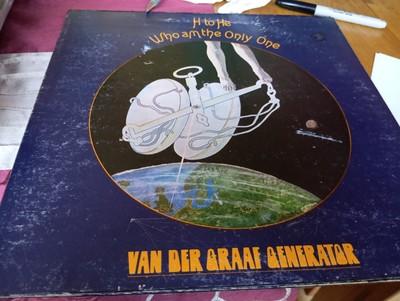 H to He
Who am the Only One
VAN DER GRAAF GENERATOR